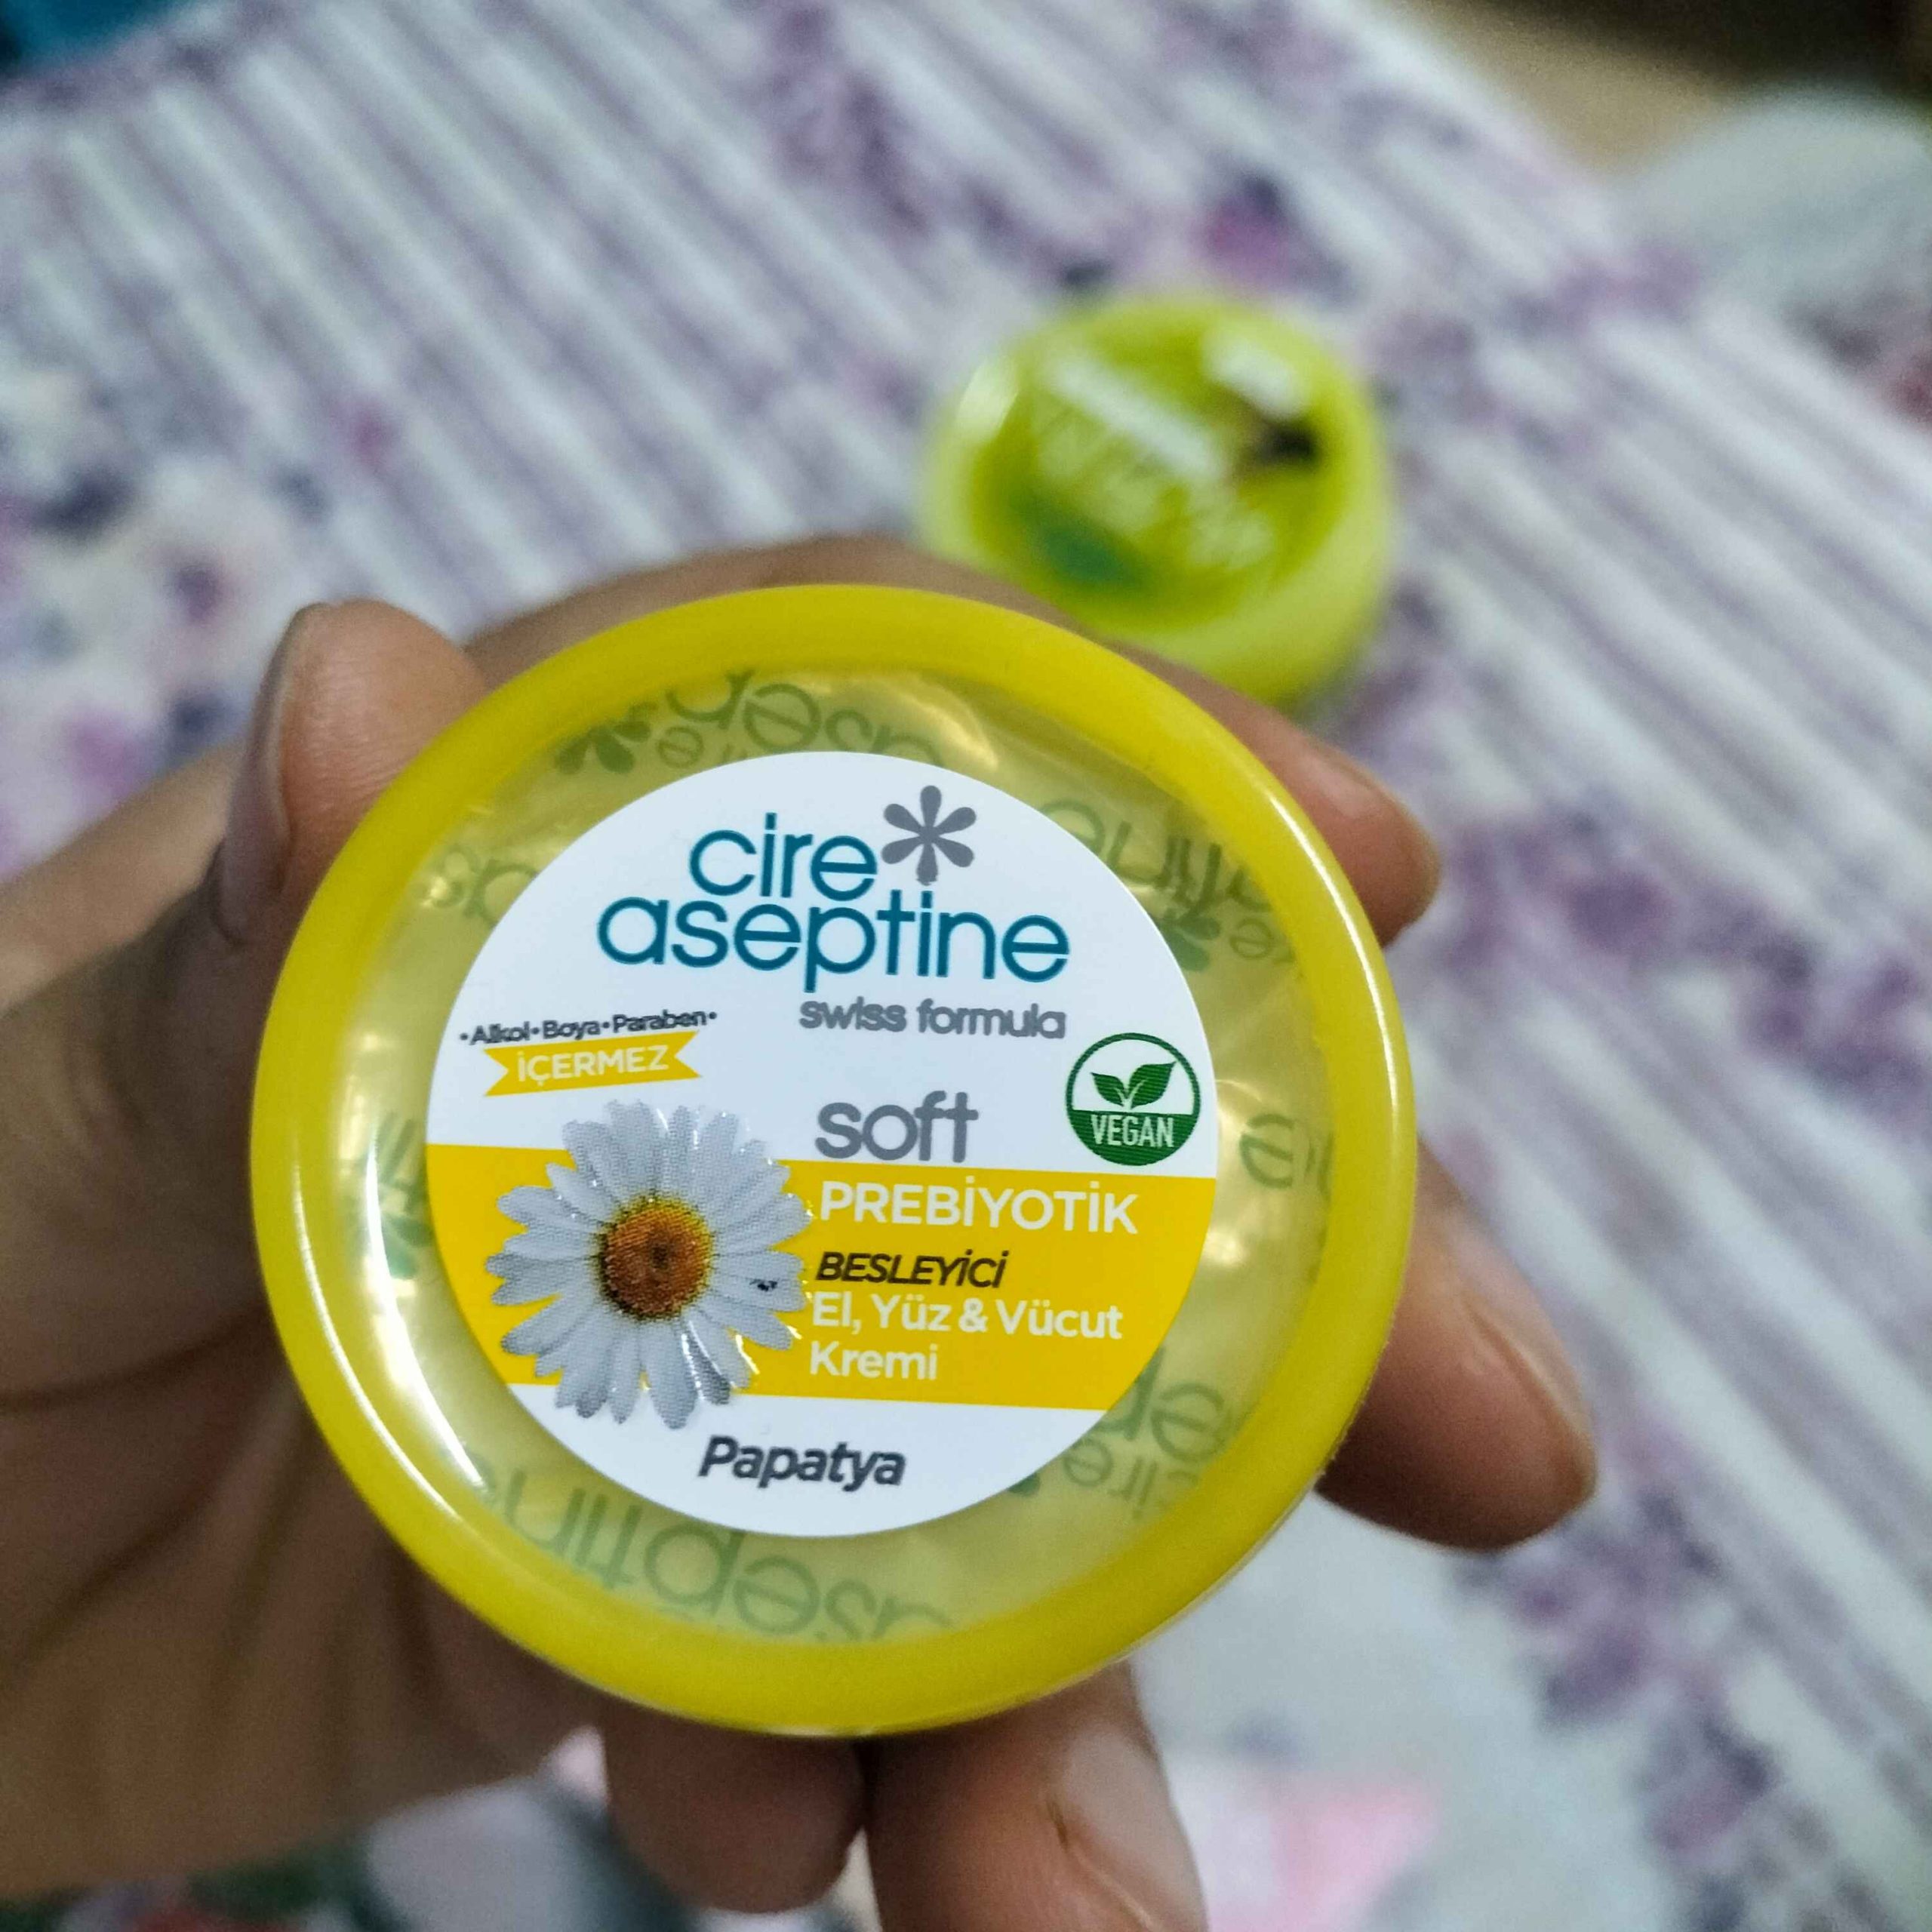 cire
aseptine
swiss formula
•Alkol•Boya•Paraben•
İÇERMEZ
soft
VEGAN
PREBİYOTİK
BESLEYİCİ
El, Yüz & Vücut
Kremi
Papatya